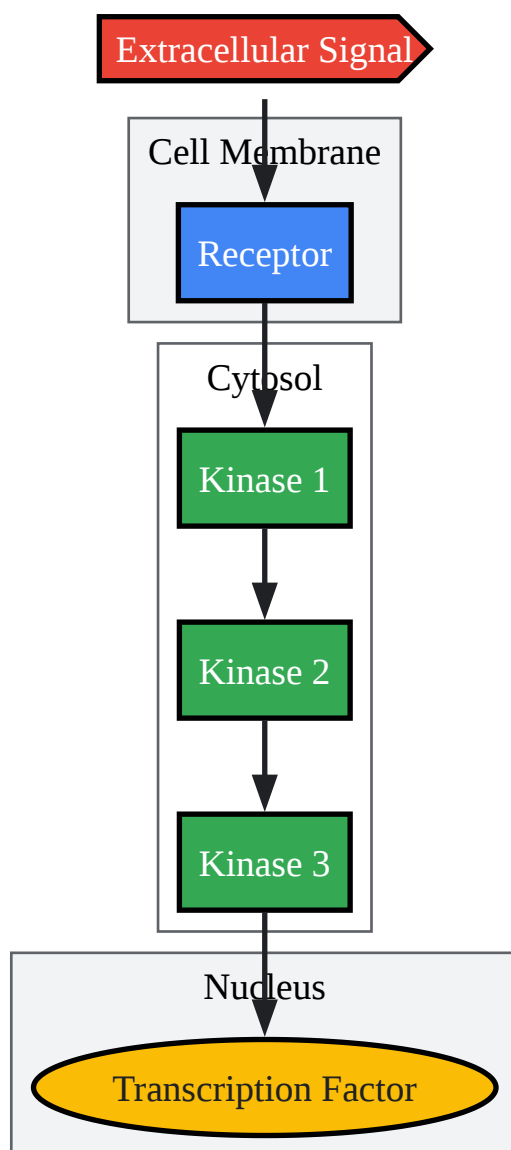 Extracellular Signal
Cell Membrane
Receptor
Cytosol
Kinase 1
Kinase 2
Kinase 3
Nucleus
Transcription Factor